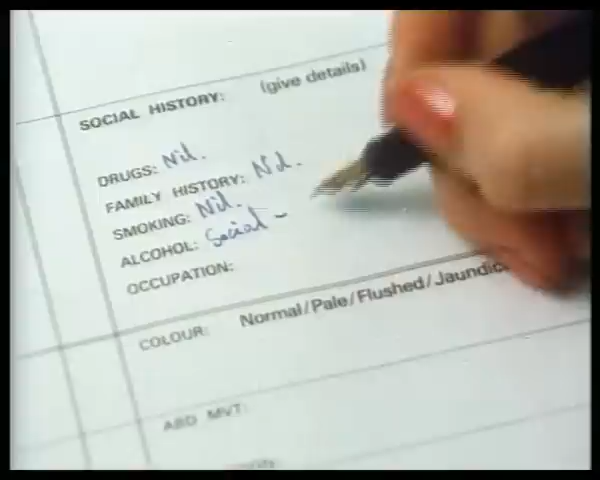 SOCIAL HISTORY: (give details)
DRUGS: Nil.
FAMILY HISTORY: Nil.
SMOKING: Nil.
ALCOHOL: Social -
OCCUPATION:
COLOUR: Normal/Pale/Flushed/Jaundic
ABD MVT: